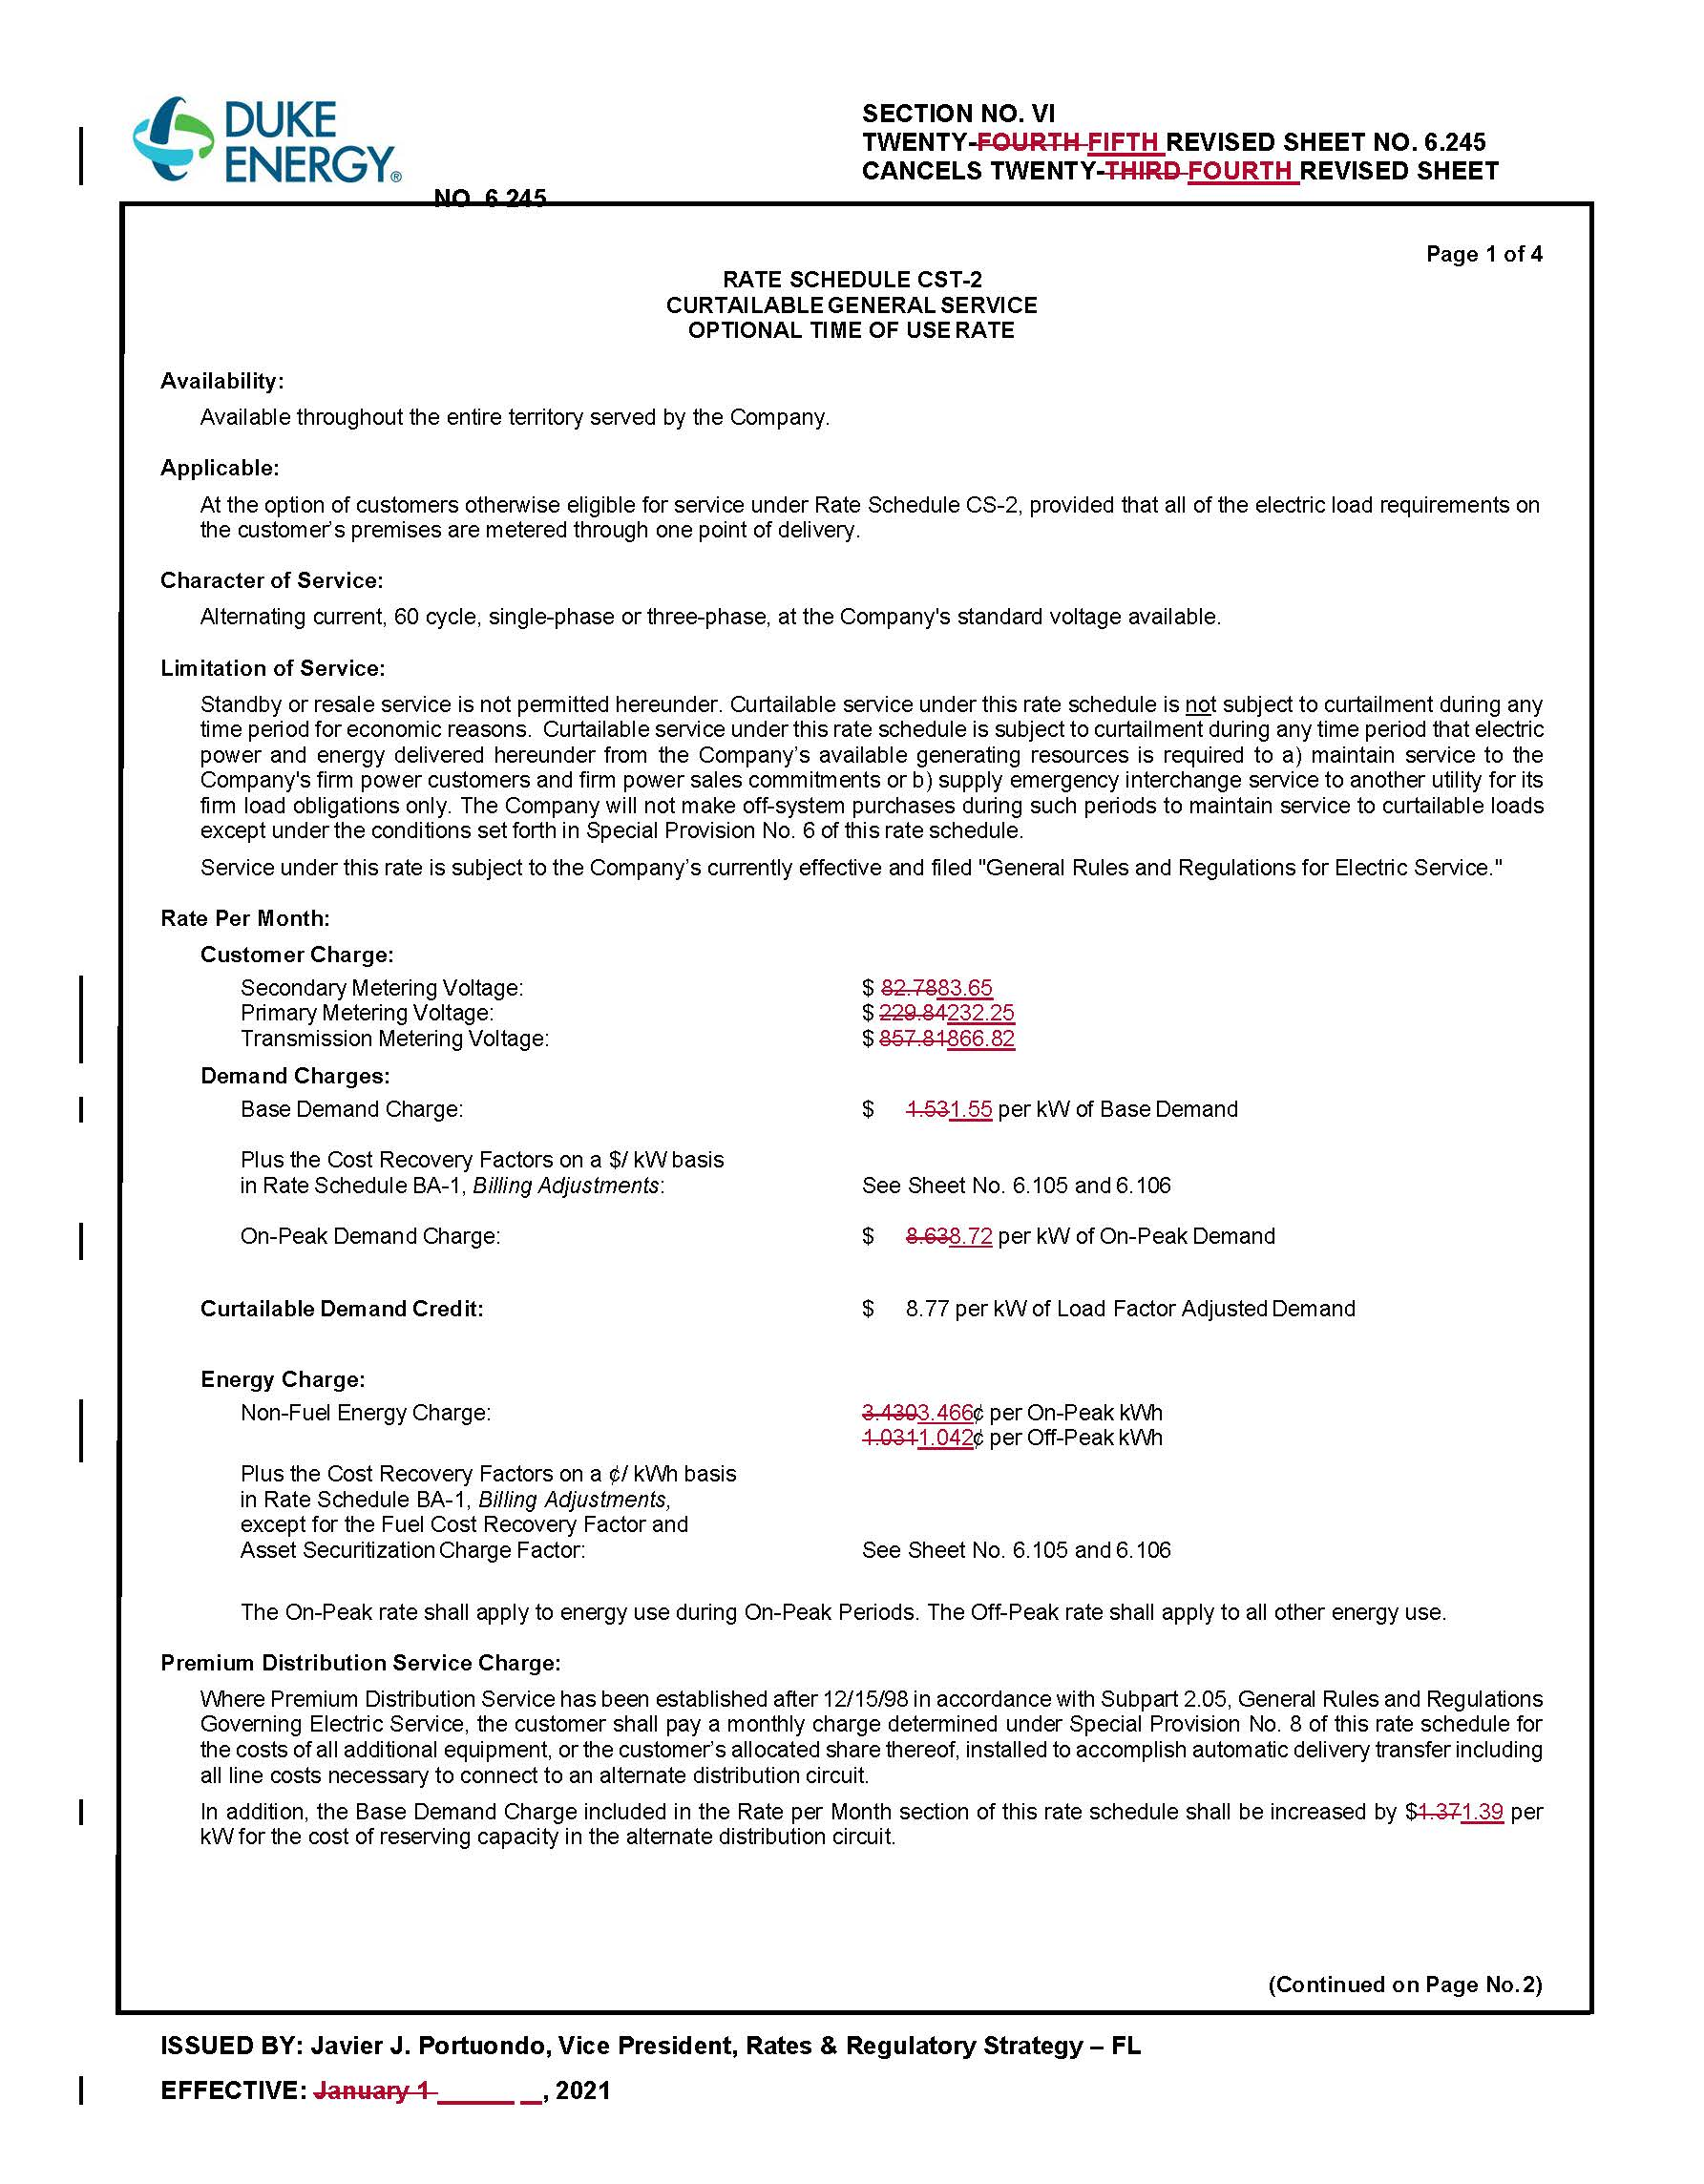 DUKE
ENERGY®
SECTION NO. VI
TWENTY-FOURTH FIFTH REVISED SHEET NO. 6.245
CANCELS TWENTY-THIRD FOURTH REVISED SHEET
NO. 6.245
Page 1 of 4
RATE SCHEDULE CST-2
CURTAILABLE GENERAL SERVICE
OPTIONAL TIME OF USE RATE
Availability:
Available throughout the entire territory served by the Company.
Applicable:
At the option of customers otherwise eligible for service under Rate Schedule CS-2, provided that all of the electric load requirements on
the customer’s premises are metered through one point of delivery.
Character of Service:
Alternating current, 60 cycle, single-phase or three-phase, at the Company's standard voltage available.
Limitation of Service:
Standby or resale service is not permitted hereunder. Curtailable service under this rate schedule is not subject to curtailment during any
time period for economic reasons. Curtailable service under this rate schedule is subject to curtailment during any time period that electric
power and energy delivered hereunder from the Company’s available generating resources is required to a) maintain service to the
Company's firm power customers and firm power sales commitments or b) supply emergency interchange service to another utility for its
firm load obligations only. The Company will not make off-system purchases during such periods to maintain service to curtailable loads
except under the conditions set forth in Special Provision No. 6 of this rate schedule.
Service under this rate is subject to the Company’s currently effective and filed "General Rules and Regulations for Electric Service."
Rate Per Month:
Customer Charge:
Secondary Metering Voltage: $ 82.7883.65
Primary Metering Voltage: $ 229.84232.25
Transmission Metering Voltage: $ 857.81866.82
Demand Charges:
Base Demand Charge: $ 1.531.55 per kW of Base Demand
Plus the Cost Recovery Factors on a $/ kW basis
in Rate Schedule BA-1, Billing Adjustments: See Sheet No. 6.105 and 6.106
On-Peak Demand Charge: $ 8.638.72 per kW of On-Peak Demand
Curtailable Demand Credit: $ 8.77 per kW of Load Factor Adjusted Demand
Energy Charge:
Non-Fuel Energy Charge: 3.4303.466¢ per On-Peak kWh
1.0311.042¢ per Off-Peak kWh
Plus the Cost Recovery Factors on a ¢/ kWh basis
in Rate Schedule BA-1, Billing Adjustments,
except for the Fuel Cost Recovery Factor and
Asset Securitization Charge Factor: See Sheet No. 6.105 and 6.106
The On-Peak rate shall apply to energy use during On-Peak Periods. The Off-Peak rate shall apply to all other energy use.
Premium Distribution Service Charge:
Where Premium Distribution Service has been established after 12/15/98 in accordance with Subpart 2.05, General Rules and Regulations
Governing Electric Service, the customer shall pay a monthly charge determined under Special Provision No. 8 of this rate schedule for
the costs of all additional equipment, or the customer’s allocated share thereof, installed to accomplish automatic delivery transfer including
all line costs necessary to connect to an alternate distribution circuit.
In addition, the Base Demand Charge included in the Rate per Month section of this rate schedule shall be increased by $1.371.39 per
kW for the cost of reserving capacity in the alternate distribution circuit.
(Continued on Page No. 2)
ISSUED BY: Javier J. Portuondo, Vice President, Rates & Regulatory Strategy – FL
EFFECTIVE: January 1 ______ __, 2021